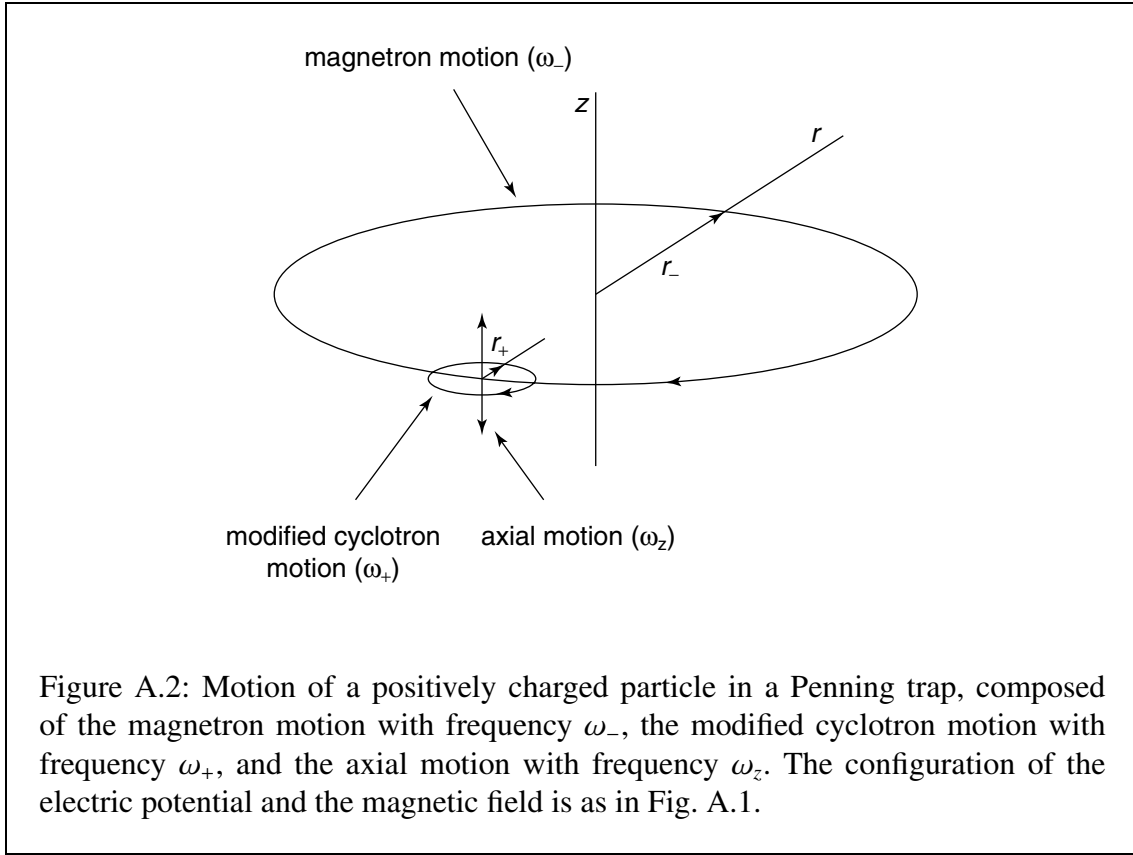 magnetron motion (ω₋)
z
r
r₋
r₊
modified cyclotron
motion (ω₊)
axial motion (ω_z)
Figure A.2: Motion of a positively charged particle in a Penning trap, composed
of the magnetron motion with frequency ω₋, the modified cyclotron motion with
frequency ω₊, and the axial motion with frequency ω_z. The configuration of the
electric potential and the magnetic field is as in Fig. A.1.